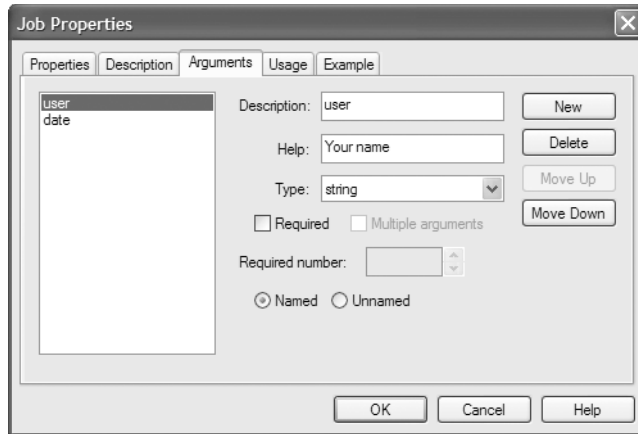 Job Properties
Properties Description Arguments Usage Example
user
date
Description: user
Help: Your name
Type: string
Required Multiple arguments
Required number:
Named Unnamed
New
Delete
Move Up
Move Down
OK Cancel Help